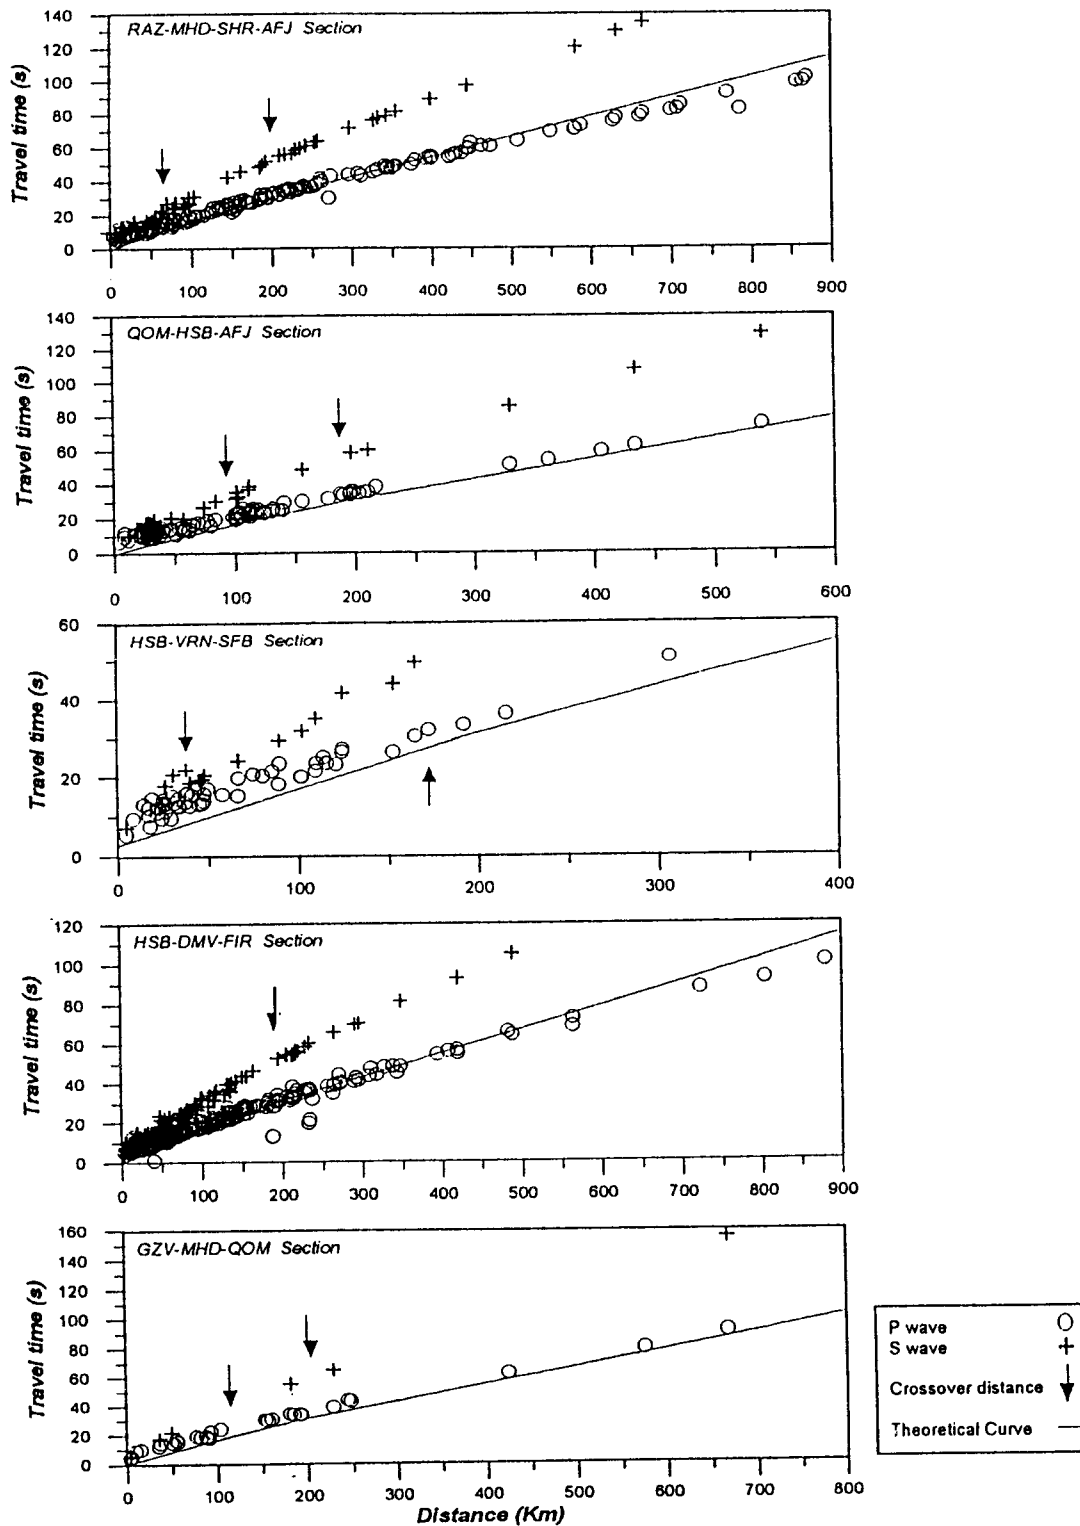 RAZ-MHD-SHR-AFJ Section
Travel time (s)
140
120
100
80
60
40
20
0
0 100 200 300 400 500 600 700 800 900
QOM-HSB-AFJ Section
Travel time (s)
140
120
100
80
60
40
20
0
0 100 200 300 400 500 600
HSB-VRN-SFB Section
Travel time (s)
60
40
20
0
0 100 200 300 400
HSB-DMV-FIR Section
Travel time (s)
120
100
80
60
40
20
0
0 100 200 300 400 500 600 700 800 900
GZV-MHD-QOM Section
Travel time (s)
160
140
120
100
80
60
40
20
0
0 100 200 300 400 500 600 700 800
Distance (Km)
P wave
S wave
Crossover distance
Theoretical Curve